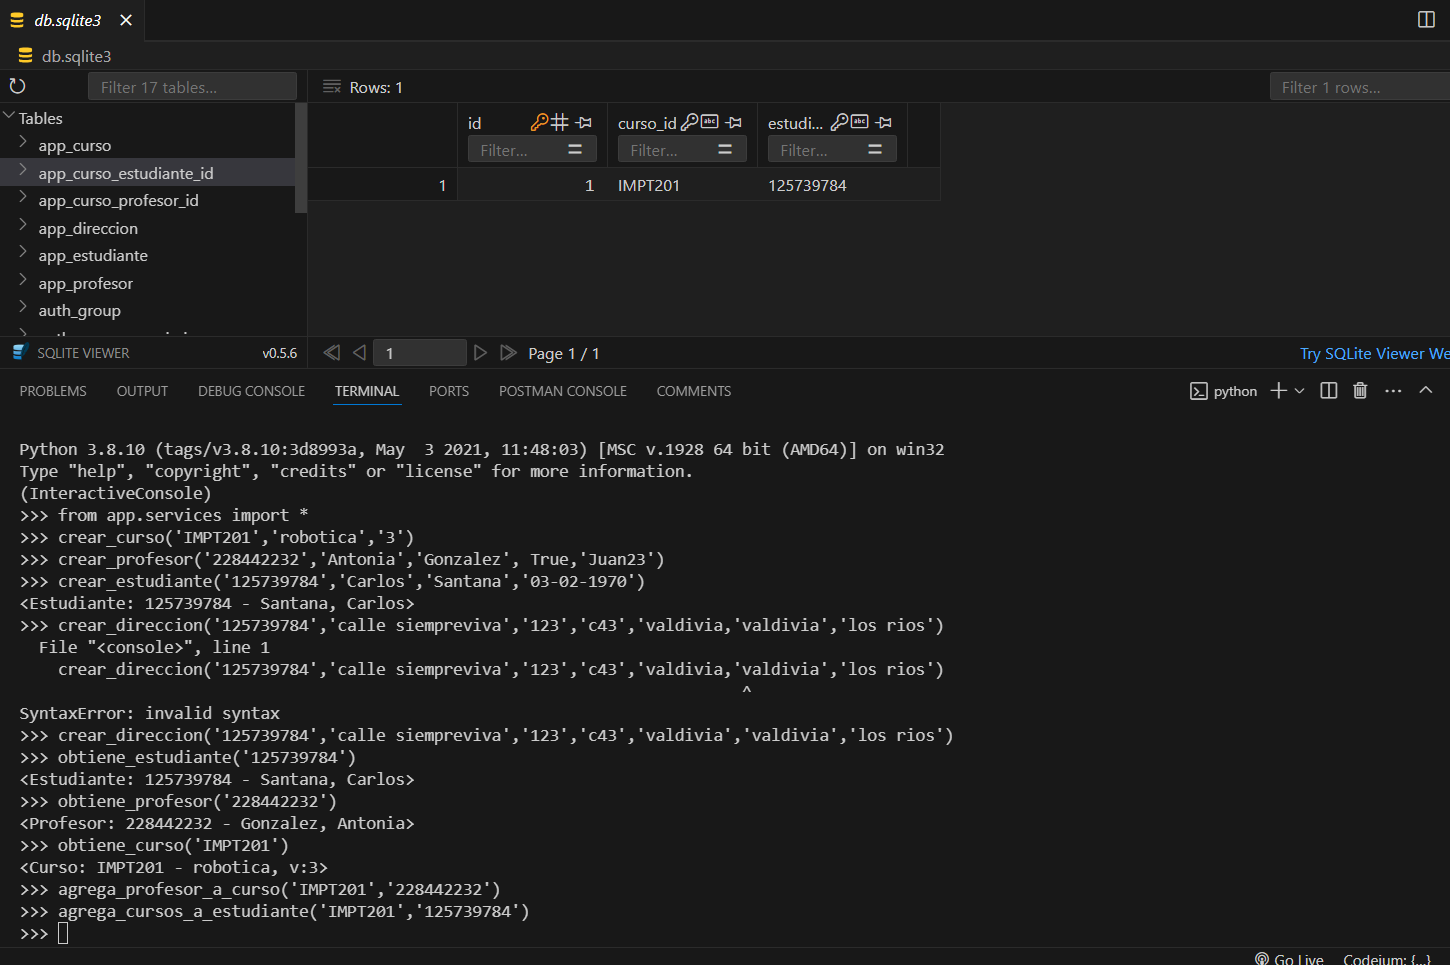 db.sqlite3
db.sqlite3
Filter 17 tables...
Rows: 1
Filter 1 rows...
Tables
id
curso_id
estudi...
app_curso
Filter...
Filter...
Filter...
app_curso_estudiante_id
1
1
IMPT201
125739784
app_curso_profesor_id
app_direccion
app_estudiante
app_profesor
auth_group
SQLITE VIEWER
v0.5.6
1
Page 1 / 1
Try SQLite Viewer We
PROBLEMS
OUTPUT
DEBUG CONSOLE
TERMINAL
PORTS
POSTMAN CONSOLE
COMMENTS
python
Python 3.8.10 (tags/v3.8.10:3d8993a, May  3 2021, 11:48:03) [MSC v.1928 64 bit (AMD64)] on win32
Type "help", "copyright", "credits" or "license" for more information.
(InteractiveConsole)
>>> from app.services import *
>>> crear_curso('IMPT201','robotica','3')
>>> crear_profesor('228442232','Antonia','Gonzalez', True,'Juan23')
>>> crear_estudiante('125739784','Carlos','Santana','03-02-1970')
<Estudiante: 125739784 - Santana, Carlos>
>>> crear_direccion('125739784','calle siempreviva','123','c43','valdivia,'valdivia','los rios')
  File "<console>", line 1
    crear_direccion('125739784','calle siempreviva','123','c43','valdivia,'valdivia','los rios')
                                                                            ^
SyntaxError: invalid syntax
>>> crear_direccion('125739784','calle siempreviva','123','c43','valdivia','valdivia','los rios')
>>> obtiene_estudiante('125739784')
<Estudiante: 125739784 - Santana, Carlos>
>>> obtiene_profesor('228442232')
<Profesor: 228442232 - Gonzalez, Antonia>
>>> obtiene_curso('IMPT201')
<Curso: IMPT201 - robotica, v:3>
>>> agrega_profesor_a_curso('IMPT201','228442232')
>>> agrega_cursos_a_estudiante('IMPT201','125739784')
>>>
Go Live
Codeium: {...}